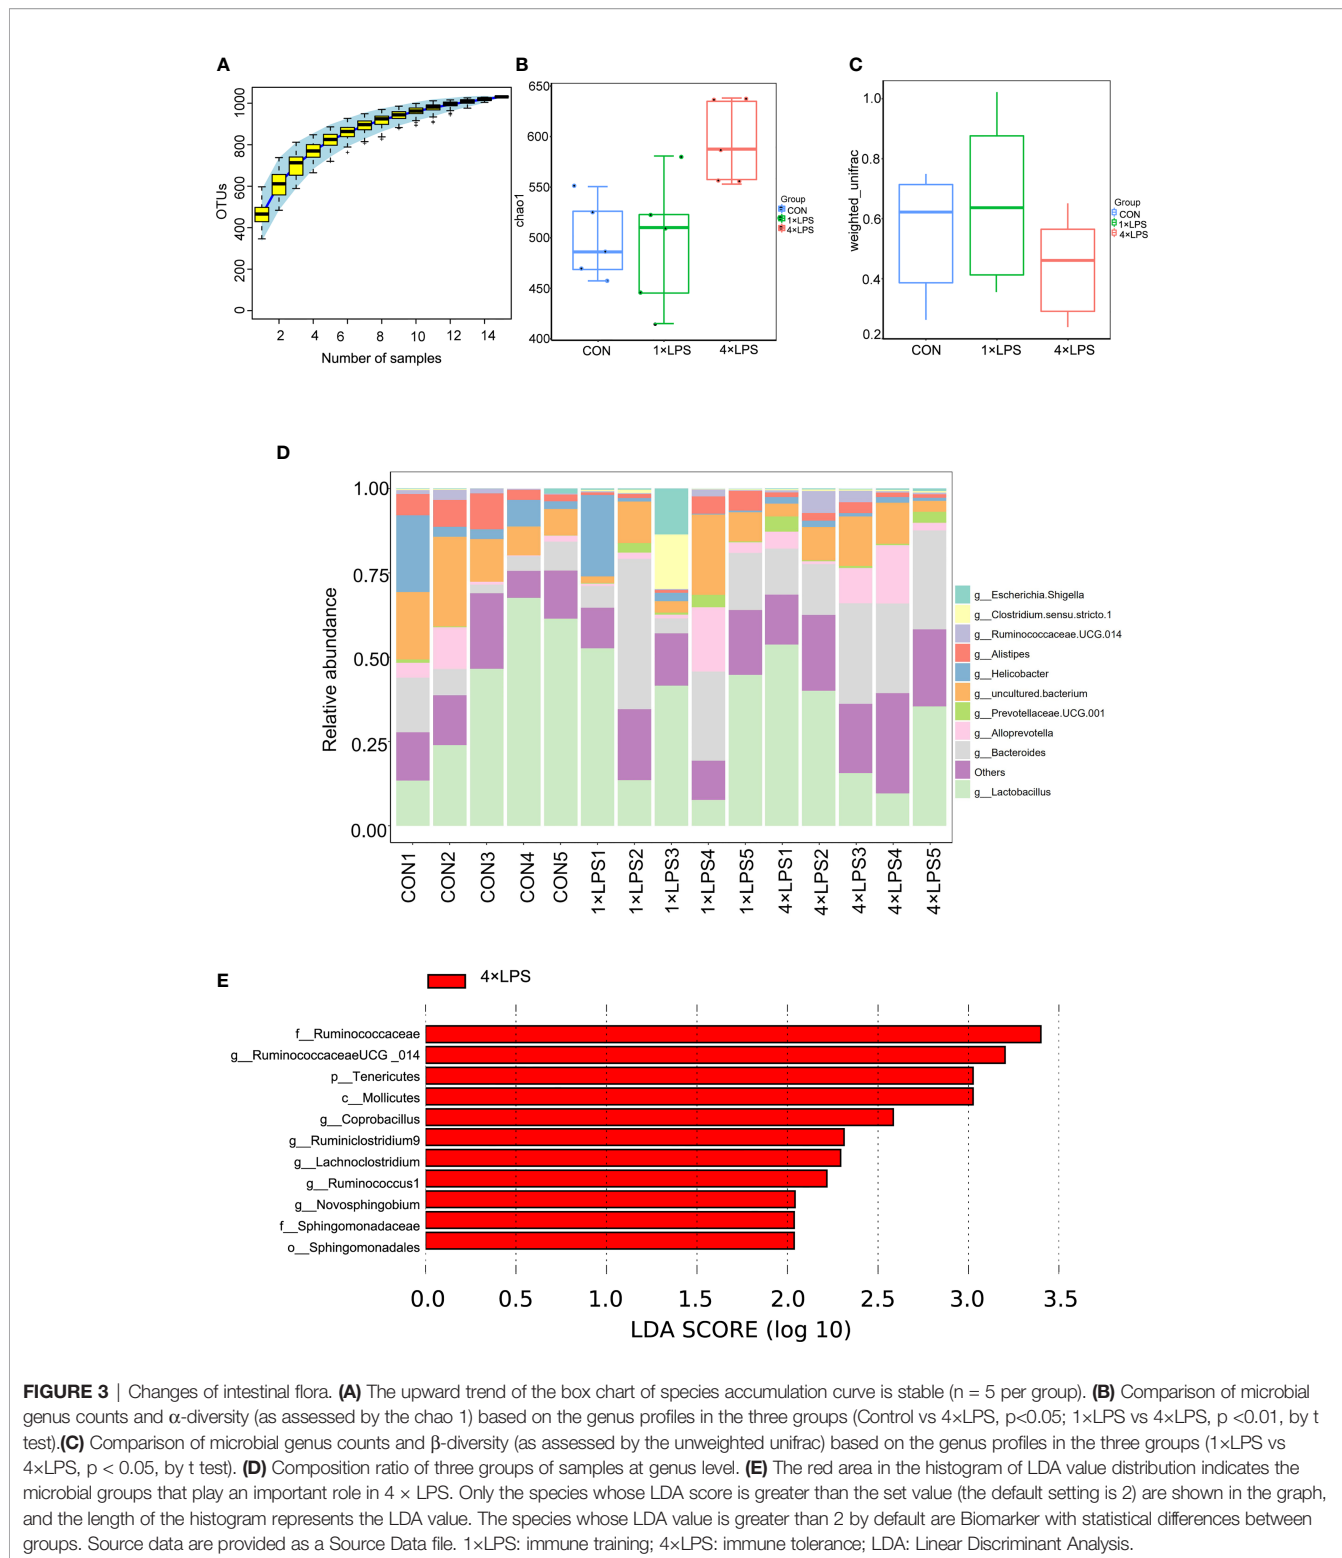 A
B
C
OTUs
0
200
400
600
800
1000
2
4
6
8
10
12
14
Number of samples
chao1
650
600
550
500
450
400
CON
1×LPS
4×LPS
Group
CON
1×LPS
4×LPS
weighted_unifrac
1.0
0.8
0.6
0.4
0.2
CON
1×LPS
4×LPS
Group
CON
1×LPS
4×LPS
D
Relative abundance
1.00
0.75
0.50
0.25
0.00
CON1
CON2
CON3
CON4
CON5
1×LPS1
1×LPS2
1×LPS3
1×LPS4
1×LPS5
4×LPS1
4×LPS2
4×LPS3
4×LPS4
4×LPS5
g__Escherichia.Shigella
g__Clostridium.sensu.stricto.1
g__Ruminococcaceae.UCG.014
g__Alistipes
g__Helicobacter
g__uncultured.bacterium
g__Prevotellaceae.UCG.001
g__Alloprevotella
g__Bacteroides
Others
g__Lactobacillus
E
4×LPS
f__Ruminococcaceae
g__RuminococcaceaeUCG _014
p__Tenericutes
c__Mollicutes
g__Coprobacillus
g__Ruminiclostridium9
g__Lachnoclostridium
g__Ruminococcus1
g__Novosphingobium
f__Sphingomonadaceae
o__Sphingomonadales
0.0 0.5 1.0 1.5 2.0 2.5 3.0 3.5
LDA SCORE (log 10)
FIGURE 3 | Changes of intestinal flora. (A) The upward trend of the box chart of species accumulation curve is stable (n = 5 per group). (B) Comparison of microbial
genus counts and α-diversity (as assessed by the chao 1) based on the genus profiles in the three groups (Control vs 4×LPS, p<0.05; 1×LPS vs 4×LPS, p <0.01, by t
test).(C) Comparison of microbial genus counts and β-diversity (as assessed by the unweighted unifrac) based on the genus profiles in the three groups (1×LPS vs
4×LPS, p < 0.05, by t test). (D) Composition ratio of three groups of samples at genus level. (E) The red area in the histogram of LDA value distribution indicates the
microbial groups that play an important role in 4 × LPS. Only the species whose LDA score is greater than the set value (the default setting is 2) are shown in the graph,
and the length of the histogram represents the LDA value. The species whose LDA value is greater than 2 by default are Biomarker with statistical differences between
groups. Source data are provided as a Source Data file. 1×LPS: immune training; 4×LPS: immune tolerance; LDA: Linear Discriminant Analysis.